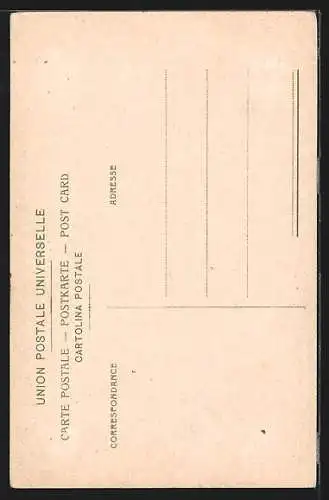 UNION POSTALE UNIVERSELLE
CARTE POSTALE — POSTKARTE — POST CARD
CARTOLINA POSTALE
CORRESPONDANCE
ADRESSE